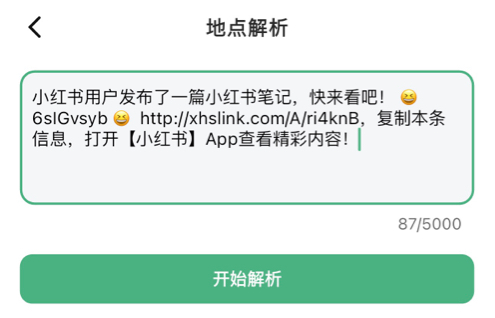 地点解析
小红书用户发布了一篇小红书笔记，快来看吧！ 😆
6sIGvsyb 😆 http://xhslink.com/A/ri4knB，复制本条
信息，打开【小红书】App查看精彩内容！
87/5000
开始解析